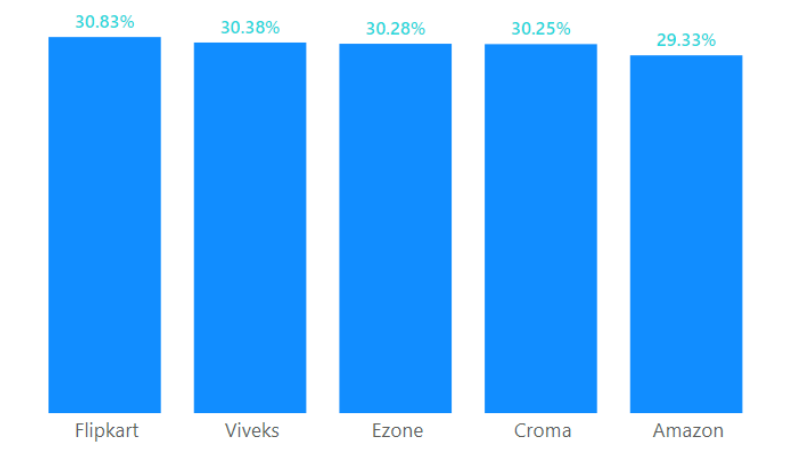 30.83%
30.38%
30.28%
30.25%
29.33%
Flipkart
Viveks
Ezone
Croma
Amazon